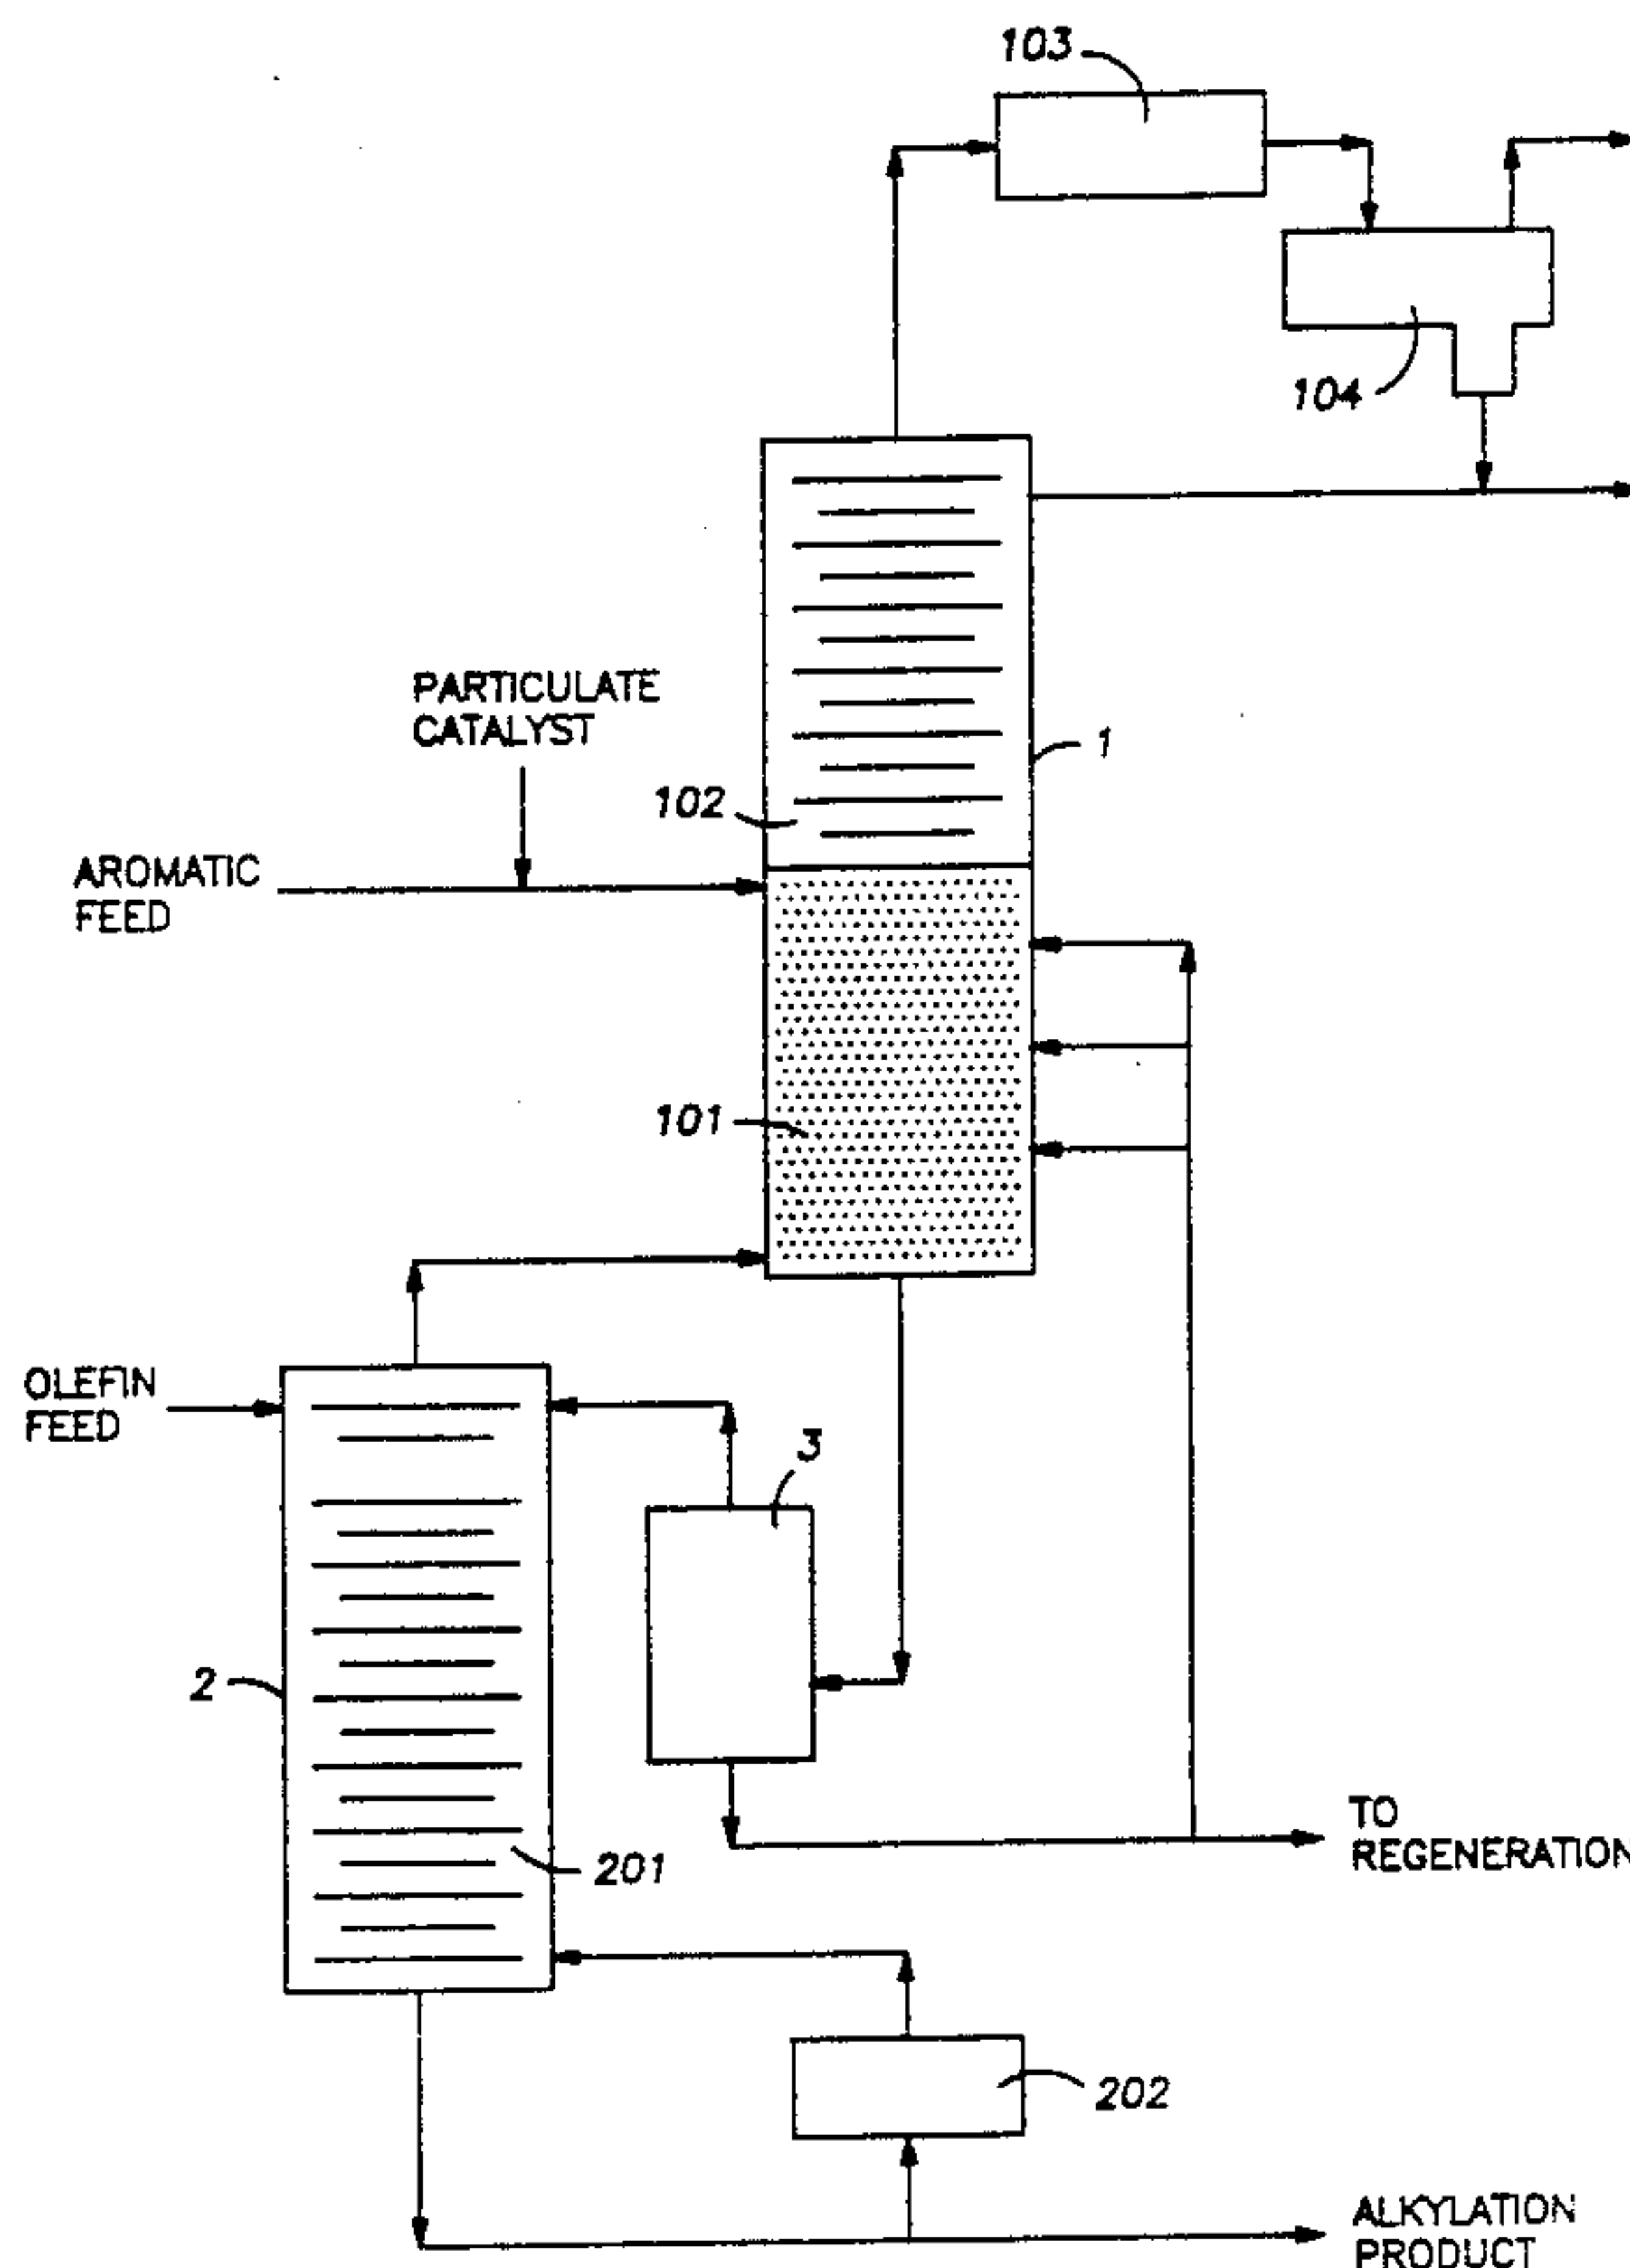 103
104
PARTICULATE
CATALYST
1
102
AROMATIC
FEED
101
OLEFIN
FEED
3
2
TO
REGENERATION
201
202
ALKYLATION
PRODUCT